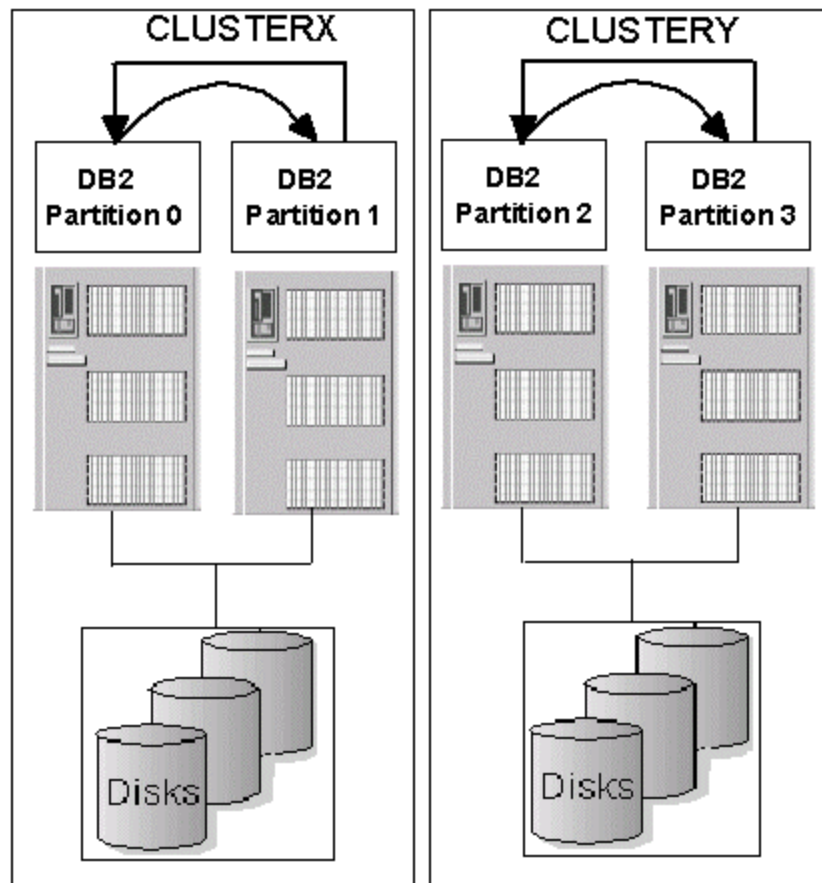 CLUSTERX
DB2
Partition 0
DB2
Partition 1
Disks
CLUSTERY
DB2
Partition 2
DB2
Partition 3
Disks